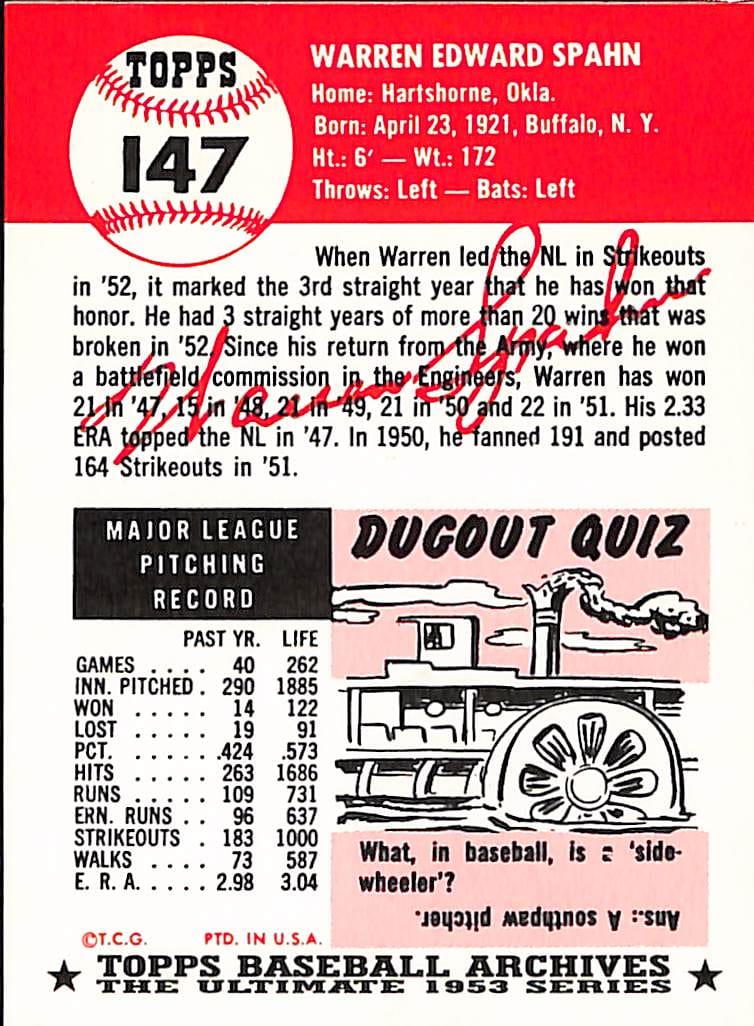 TOPPS
147
WARREN EDWARD SPAHN
Home: Hartshorne, Okla.
Born: April 23, 1921, Buffalo, N. Y.
Ht.: 6' — Wt.: 172
Throws: Left — Bats: Left
When Warren led the NL in Strikeouts
in '52, it marked the 3rd straight year that he has won that
honor. He had 3 straight years of more than 20 wins that was
broken in '52. Since his return from the Army, where he won
a battlefield commission in the Engineers, Warren has won
21 in '47, 15 in '48, 21 in '49, 21 in '50 and 22 in '51. His 2.33
ERA topped the NL in '47. In 1950, he fanned 191 and posted
164 Strikeouts in '51.
Warren Spahn
MAJOR LEAGUE
PITCHING
RECORD
PAST YR. LIFE
GAMES . . . . 40 262
INN. PITCHED . 290 1885
WON . . . . . 14 122
LOST . . . . . 19 91
PCT. . . . . . .424 .573
HITS . . . . . 263 1686
RUNS . . . . . 109 731
ERN. RUNS . . 96 637
STRIKEOUTS . 183 1000
WALKS . . . . 73 587
E. R. A. . . . . 2.98 3.04
DUGOUT QUIZ
What, in baseball, is a 'side-
wheeler'?
Ans.: A southpaw pitcher.
©T.C.G. PTD. IN U.S.A.
★ TOPPS BASEBALL ARCHIVES ★
THE ULTIMATE 1953 SERIES